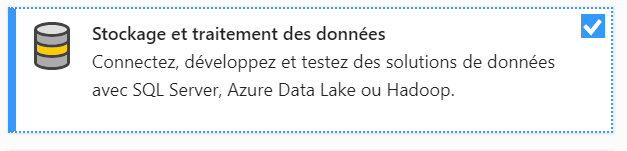 Stockage et traitement des données
Connectez, développez et testez des solutions de données
avec SQL Server, Azure Data Lake ou Hadoop.